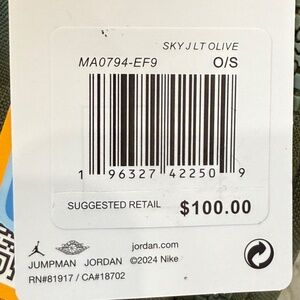 SKY J LT OLIVE
MA0794-EF9 O/S
1 96327 42250 9
SUGGESTED RETAIL $100.00
jordan.com
JUMPMAN JORDAN ©2024 Nike
RN#81917 / CA#18702